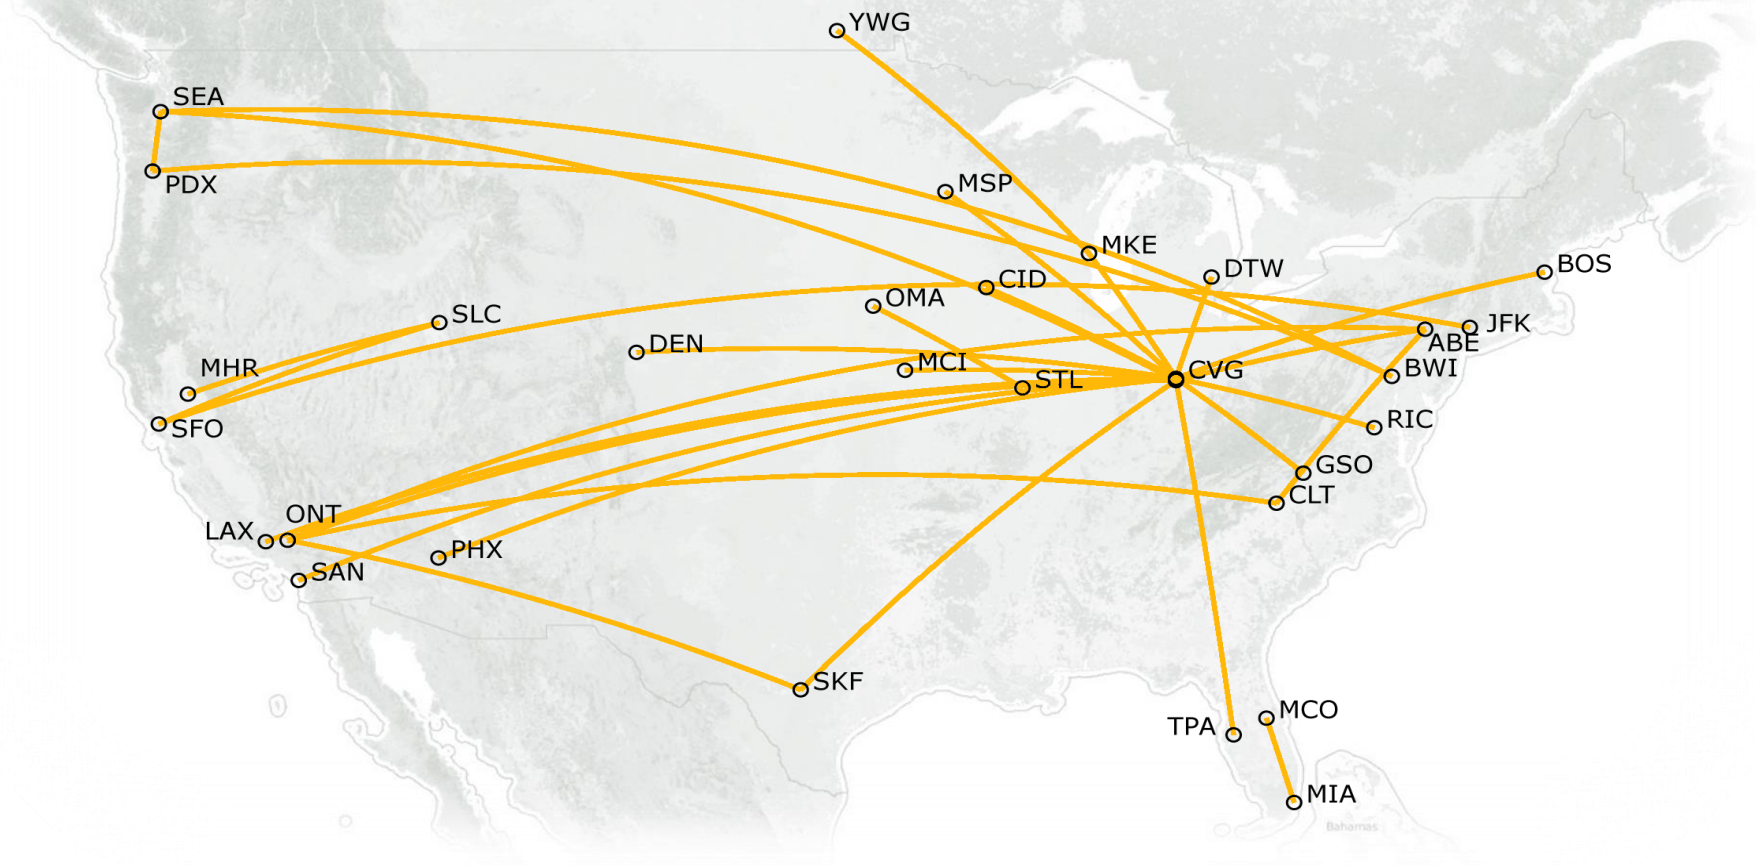 YWG
SEA
PDX
MSP
MKE
DTW
BOS
CID
OMA
SLC
JFK
DEN
ABE
MHR
MCI
STL
CVG
BWI
SFO
RIC
GSO
CLT
ONT
LAX
PHX
SAN
SKF
MCO
TPA
MIA
Bahamas